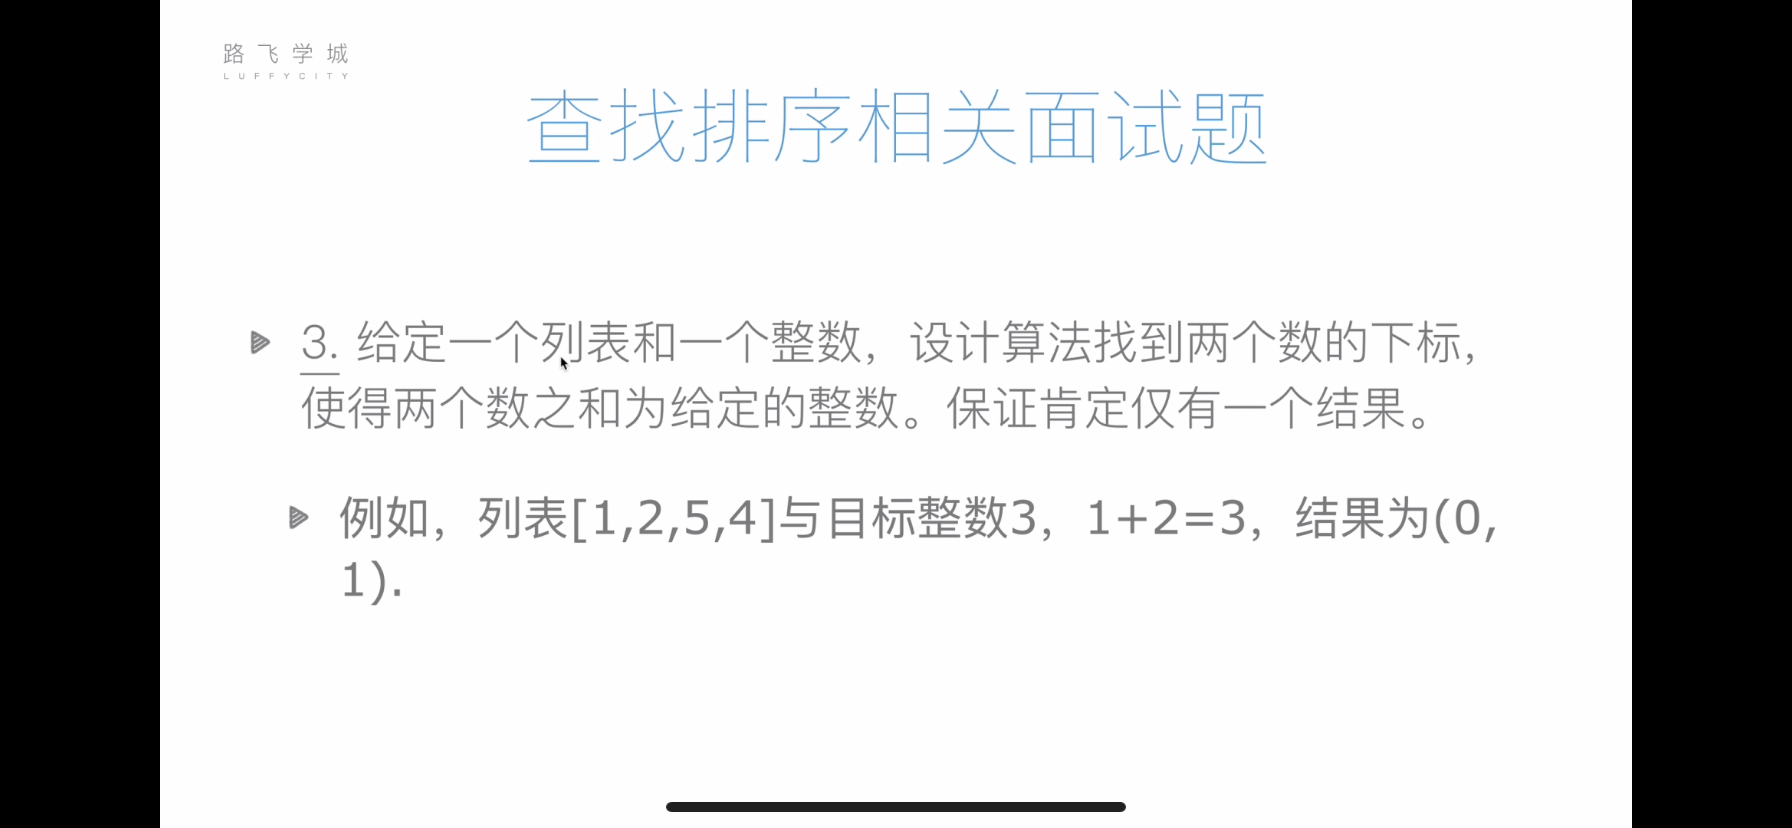 路飞学城
LUFFYCITY
查找排序相关面试题
3. 给定一个列表和一个整数，设计算法找到两个数的下标，
使得两个数之和为给定的整数。保证肯定仅有一个结果。
例如，列表[1,2,5,4]与目标整数3，1+2=3，结果为(0,
1).